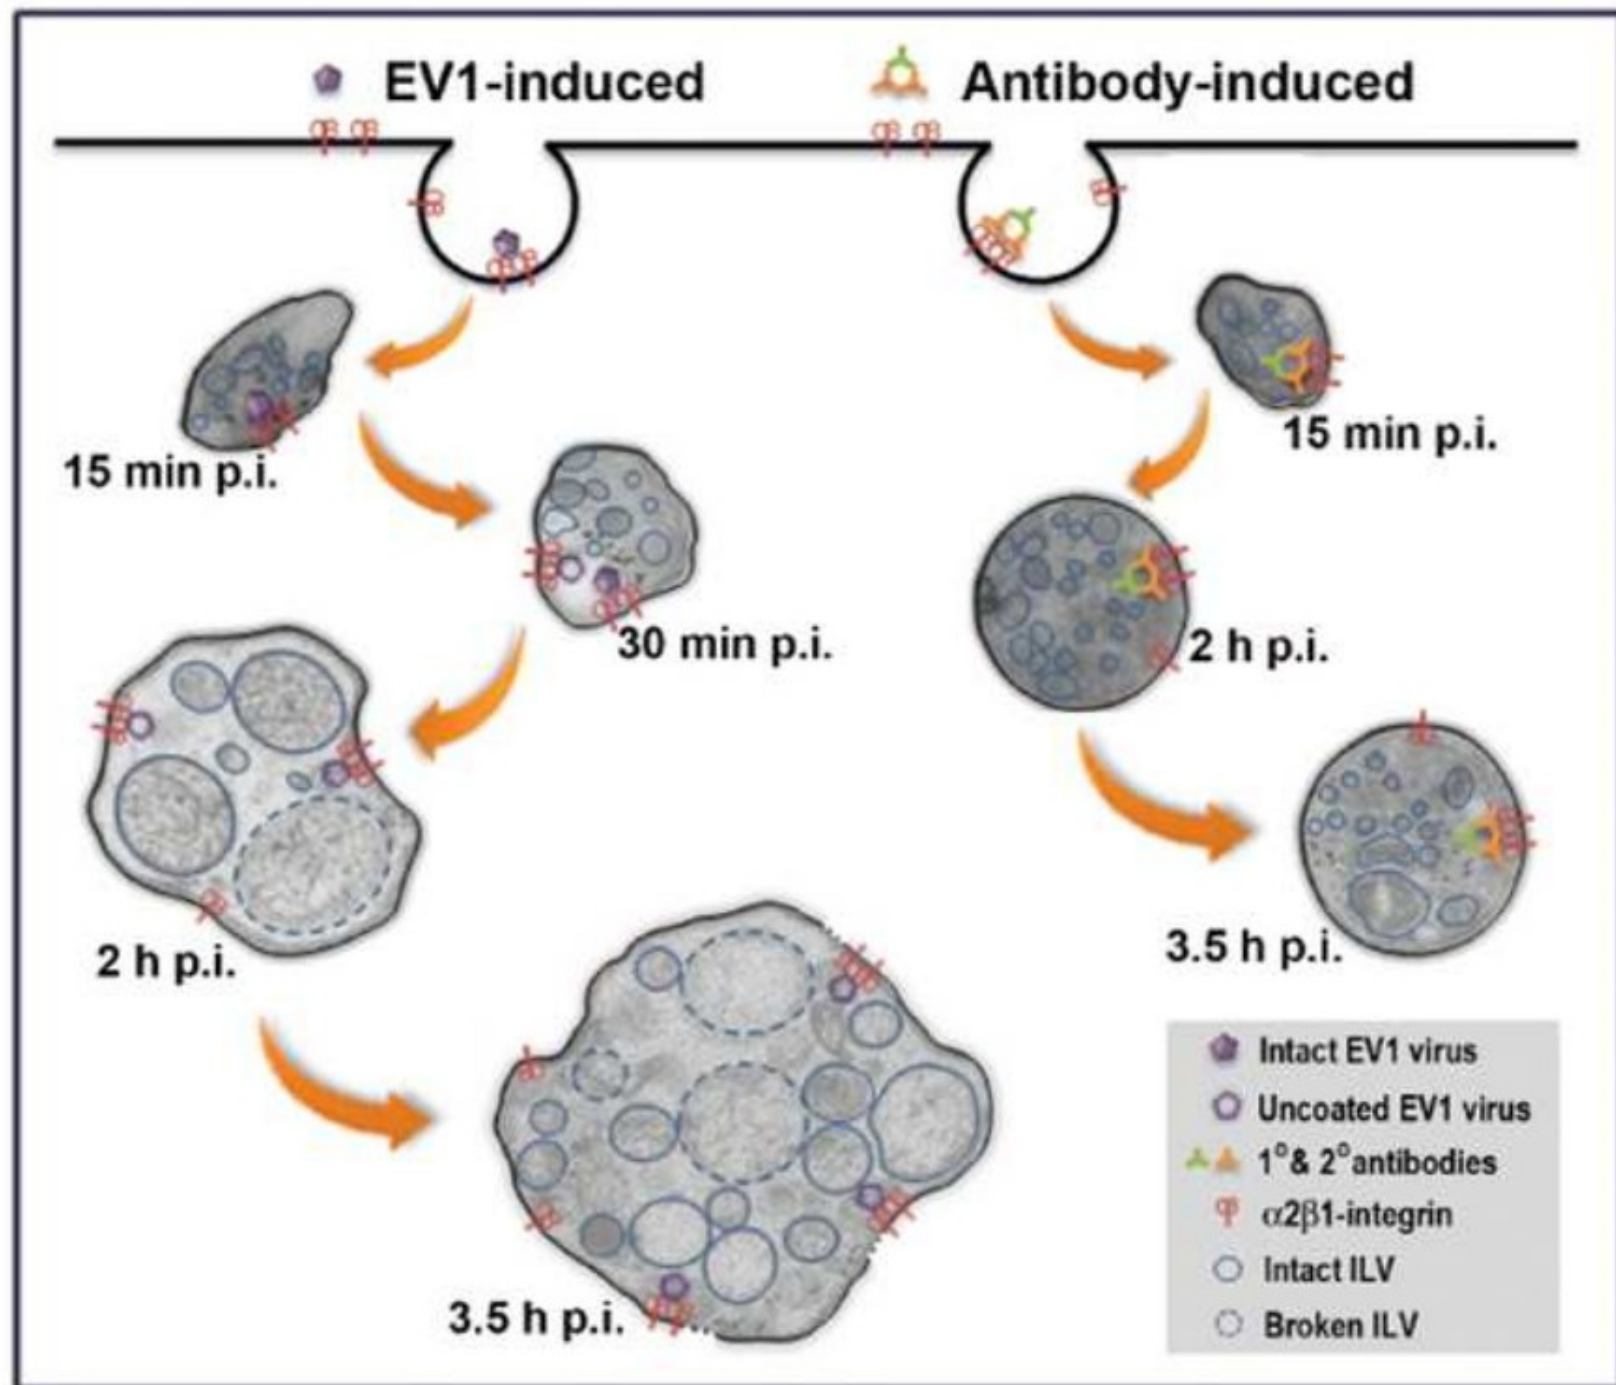 EV1-induced
Antibody-induced
15 min p.i.
15 min p.i.
30 min p.i.
2 h p.i.
2 h p.i.
3.5 h p.i.
3.5 h p.i.
Intact EV1 virus
Uncoated EV1 virus
1° & 2° antibodies
α2β1-integrin
Intact ILV
Broken ILV